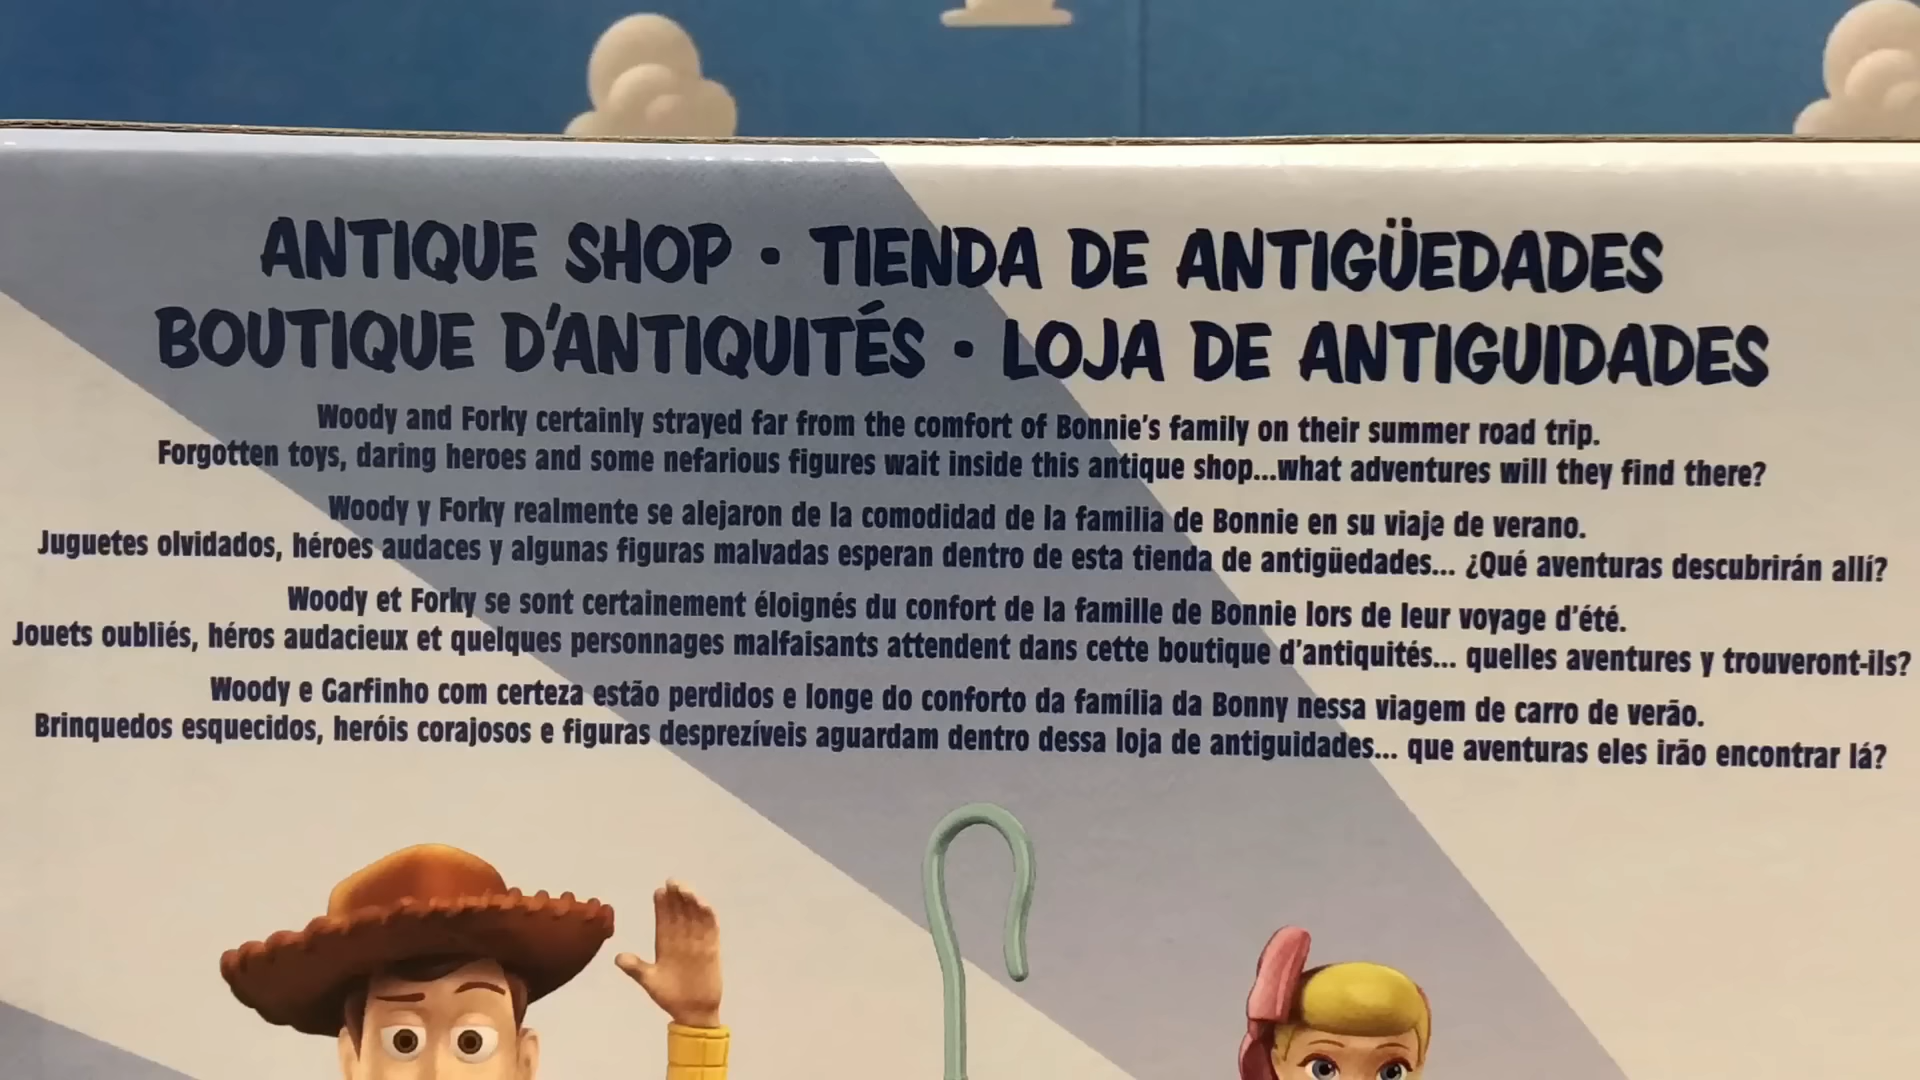 ANTIQUE SHOP • TIENDA DE ANTIGÜEDADES
BOUTIQUE D'ANTIQUITÉS • LOJA DE ANTIGUIDADES
Woody and Forky certainly strayed far from the comfort of Bonnie's family on their summer road trip.
Forgotten toys, daring heroes and some nefarious figures wait inside this antique shop...what adventures will they find there?
Woody y Forky realmente se alejaron de la comodidad de la familia de Bonnie en su viaje de verano.
Juguetes olvidados, héroes audaces y algunas figuras malvadas esperan dentro de esta tienda de antigüedades... ¿Qué aventuras descubrirán allí?
Woody et Forky se sont certainement éloignés du confort de la famille de Bonnie lors de leur voyage d'été.
Jouets oubliés, héros audacieux et quelques personnages malfaisants attendent dans cette boutique d'antiquités... quelles aventures y trouveront-ils?
Woody e Garfinho com certeza estão perdidos e longe do conforto da família da Bonny nessa viagem de carro de verão.
Brinquedos esquecidos, heróis corajosos e figuras desprezíveis aguardam dentro dessa loja de antiguidades... que aventuras eles irão encontrar lá?